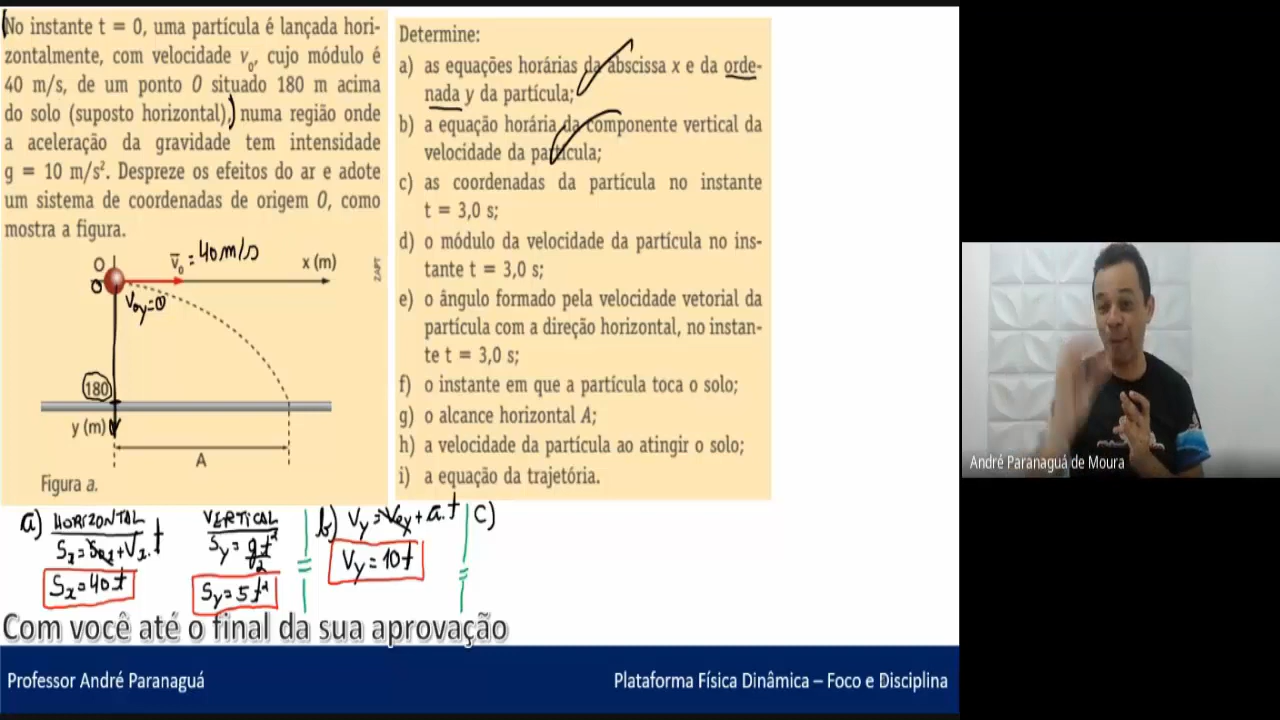 No instante t = 0, uma partícula é lançada hori-
zontalmente, com velocidade v₀, cujo módulo é
40 m/s, de um ponto O situado 180 m acima
do solo (suposto horizontal), numa região onde
a aceleração da gravidade tem intensidade
g = 10 m/s². Despreze os efeitos do ar e adote
um sistema de coordenadas de origem O, como
mostra a figura.
O
v₀ = 40 m/s
x (m)
ZAPT
0
V₀y=0
180
y (m)
A
Figura a.
Determine:
a) as equações horárias da abscissa x e da orde-
nada y da partícula;
b) a equação horária da componente vertical da
velocidade da partícula;
c) as coordenadas da partícula no instante
t = 3,0 s;
d) o módulo da velocidade da partícula no ins-
tante t = 3,0 s;
e) o ângulo formado pela velocidade vetorial da
partícula com a direção horizontal, no instan-
te t = 3,0 s;
f) o instante em que a partícula toca o solo;
g) o alcance horizontal A;
h) a velocidade da partícula ao atingir o solo;
i) a equação da trajetória.
a) HORIZONTAL
Sx = S₀x + Vx . t
Sx = 40t
VERTICAL
Sy = gt²/2
Sy = 5t²
b) Vy = V₀y + a.t
Vy = 10t
c)
Com você até o final da sua aprovação
Professor André Paranaguá
Plataforma Física Dinâmica – Foco e Disciplina
André Paranaguá de Moura